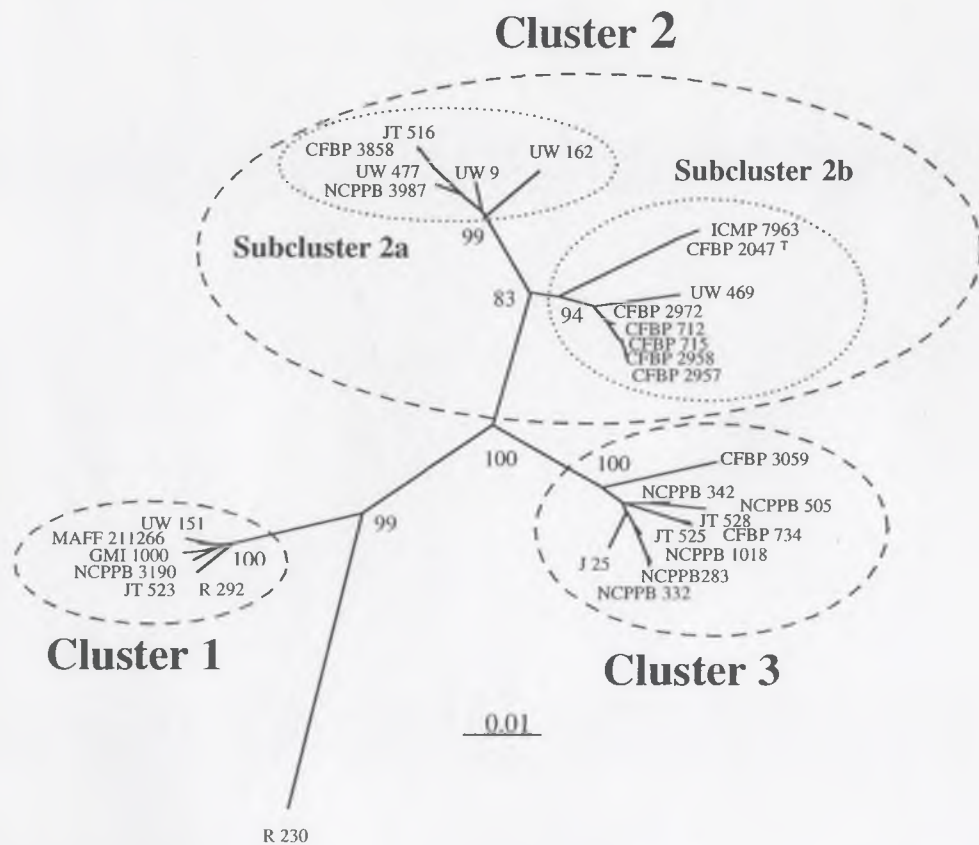 Cluster 2
JT 516
CFBP 3858
UW 162
UW 477
UW 9
NCPPB 3987
Subcluster 2b
ICMP 7963
99
Subcluster 2a
CFBP 2047 T
83
UW 469
94
CFBP 2972
CFBP 712
CFBP 715
CFBP 2958
CFBP 2957
100
100
CFBP 3059
NCPPB 342
NCPPB 505
99
UW 151
JT 528
MAFF 211266
JT 525
CFBP 734
GMI 1000
100
NCPPB 1018
NCPPB 3190
J 25
NCPPB283
JT 523
R 292
NCPPB 332
Cluster 1
Cluster 3
0.01
R 230